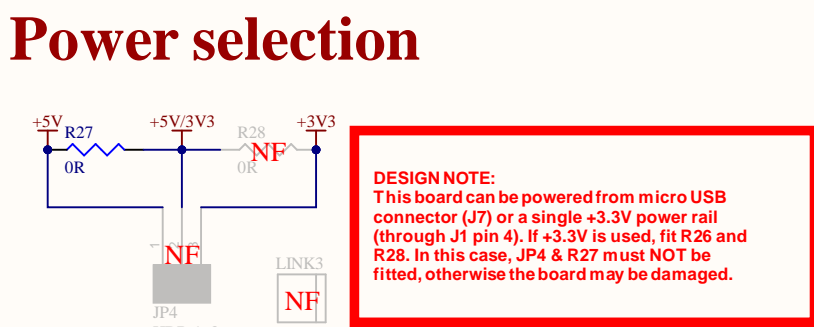 Power selection
+5V
R27
+5V/3V3
R28
+3V3
0R
0R
NF
1
3
NF
JP4
LINK3
NF
DESIGN NOTE:
This board can be powered from micro USB
connector (J7) or a single +3.3V power rail
(through J1 pin 4). If +3.3V is used, fit R26 and
R28. In this case, JP4 & R27 must NOT be
fitted, otherwise the board may be damaged.